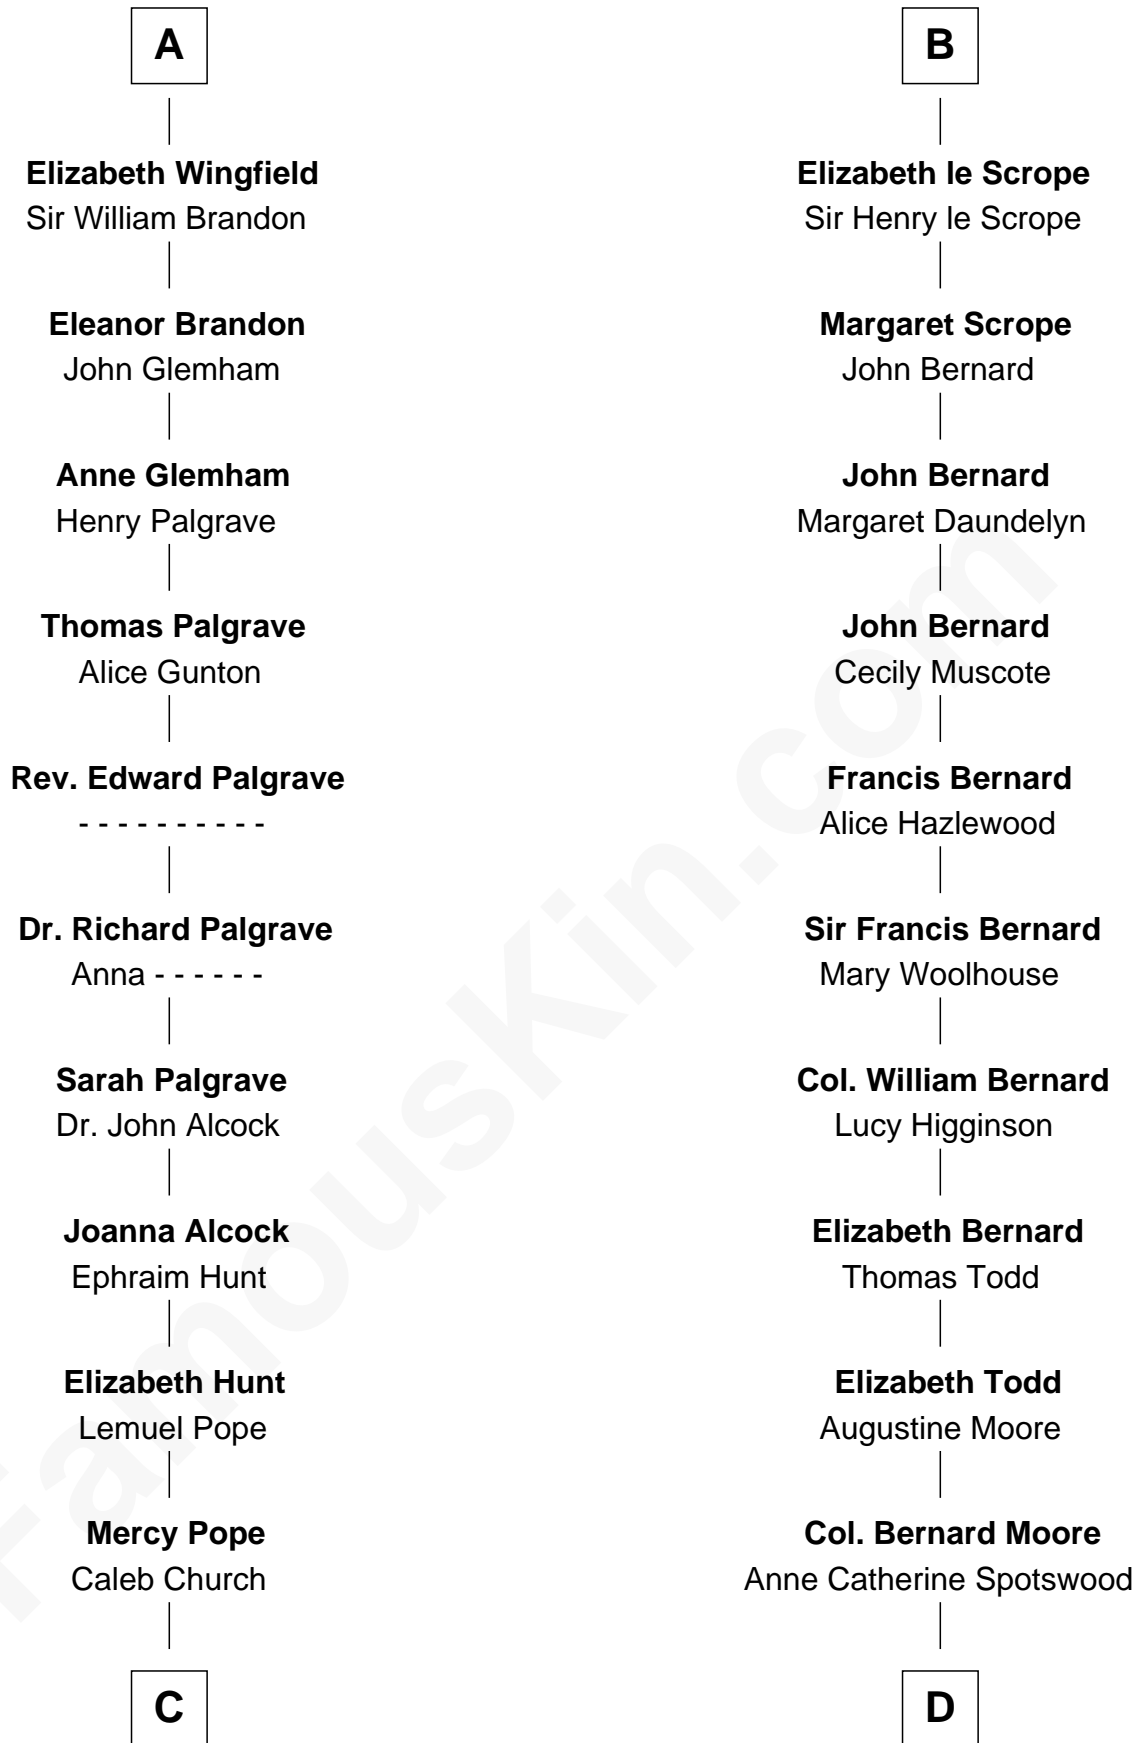 A
Elizabeth Wingfield
Sir William Brandon
Eleanor Brandon
John Glemham
Anne Glemham
Henry Palgrave
Thomas Palgrave
Alice Gunton
Rev. Edward Palgrave
- - - - - - - - - -
Dr. Richard Palgrave
Anna - - - - - -
Sarah Palgrave
Dr. John Alcock
Joanna Alcock
Ephraim Hunt
Elizabeth Hunt
Lemuel Pope
Mercy Pope
Caleb Church
C
B
Elizabeth le Scrope
Sir Henry le Scrope
Margaret Scrope
John Bernard
John Bernard
Margaret Daundelyn
John Bernard
Cecily Muscote
Francis Bernard
Alice Hazlewood
Sir Francis Bernard
Mary Woolhouse
Col. William Bernard
Lucy Higginson
Elizabeth Bernard
Thomas Todd
Elizabeth Todd
Augustine Moore
Col. Bernard Moore
Anne Catherine Spotswood
D
FamousKin.com